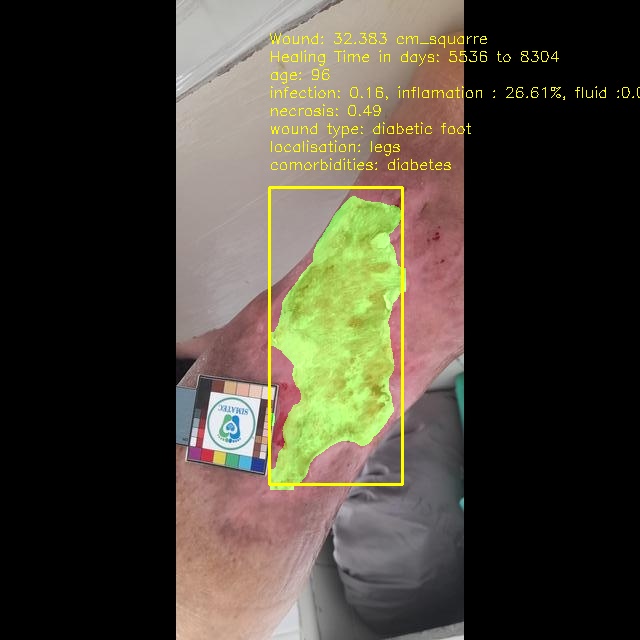 Wound: 32.383 cm_squarre
Healing Time in days: 5536 to 8304
age: 96
infection: 0.16, inflamation : 26.61%, fluid :0.0
necrosis: 0.49
wound type: diabetic foot
localisation: legs
comorbidities: diabetes
SIMATEC